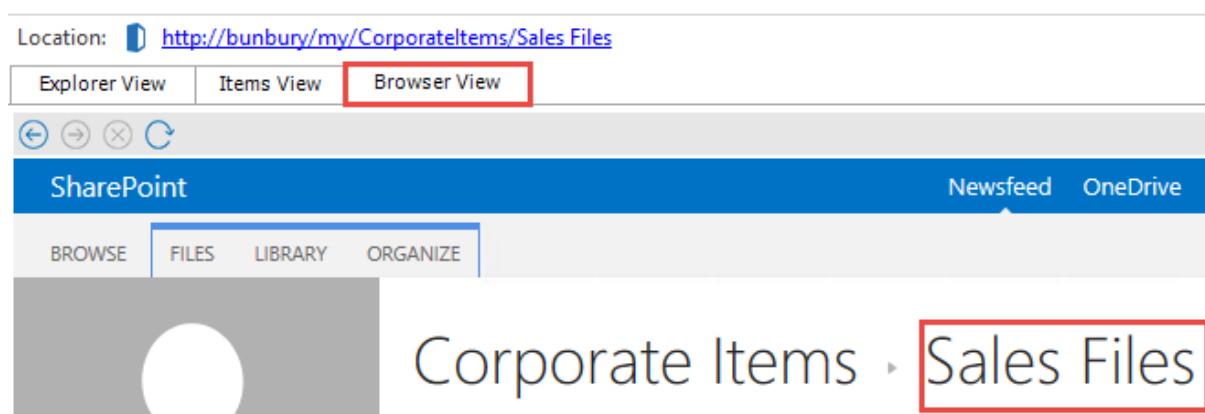 Location: http://bunbury/my/CorporateItems/Sales Files
Explorer View Items View Browser View
SharePoint Newsfeed OneDrive
BROWSE FILES LIBRARY ORGANIZE
Corporate Items ▸ Sales Files